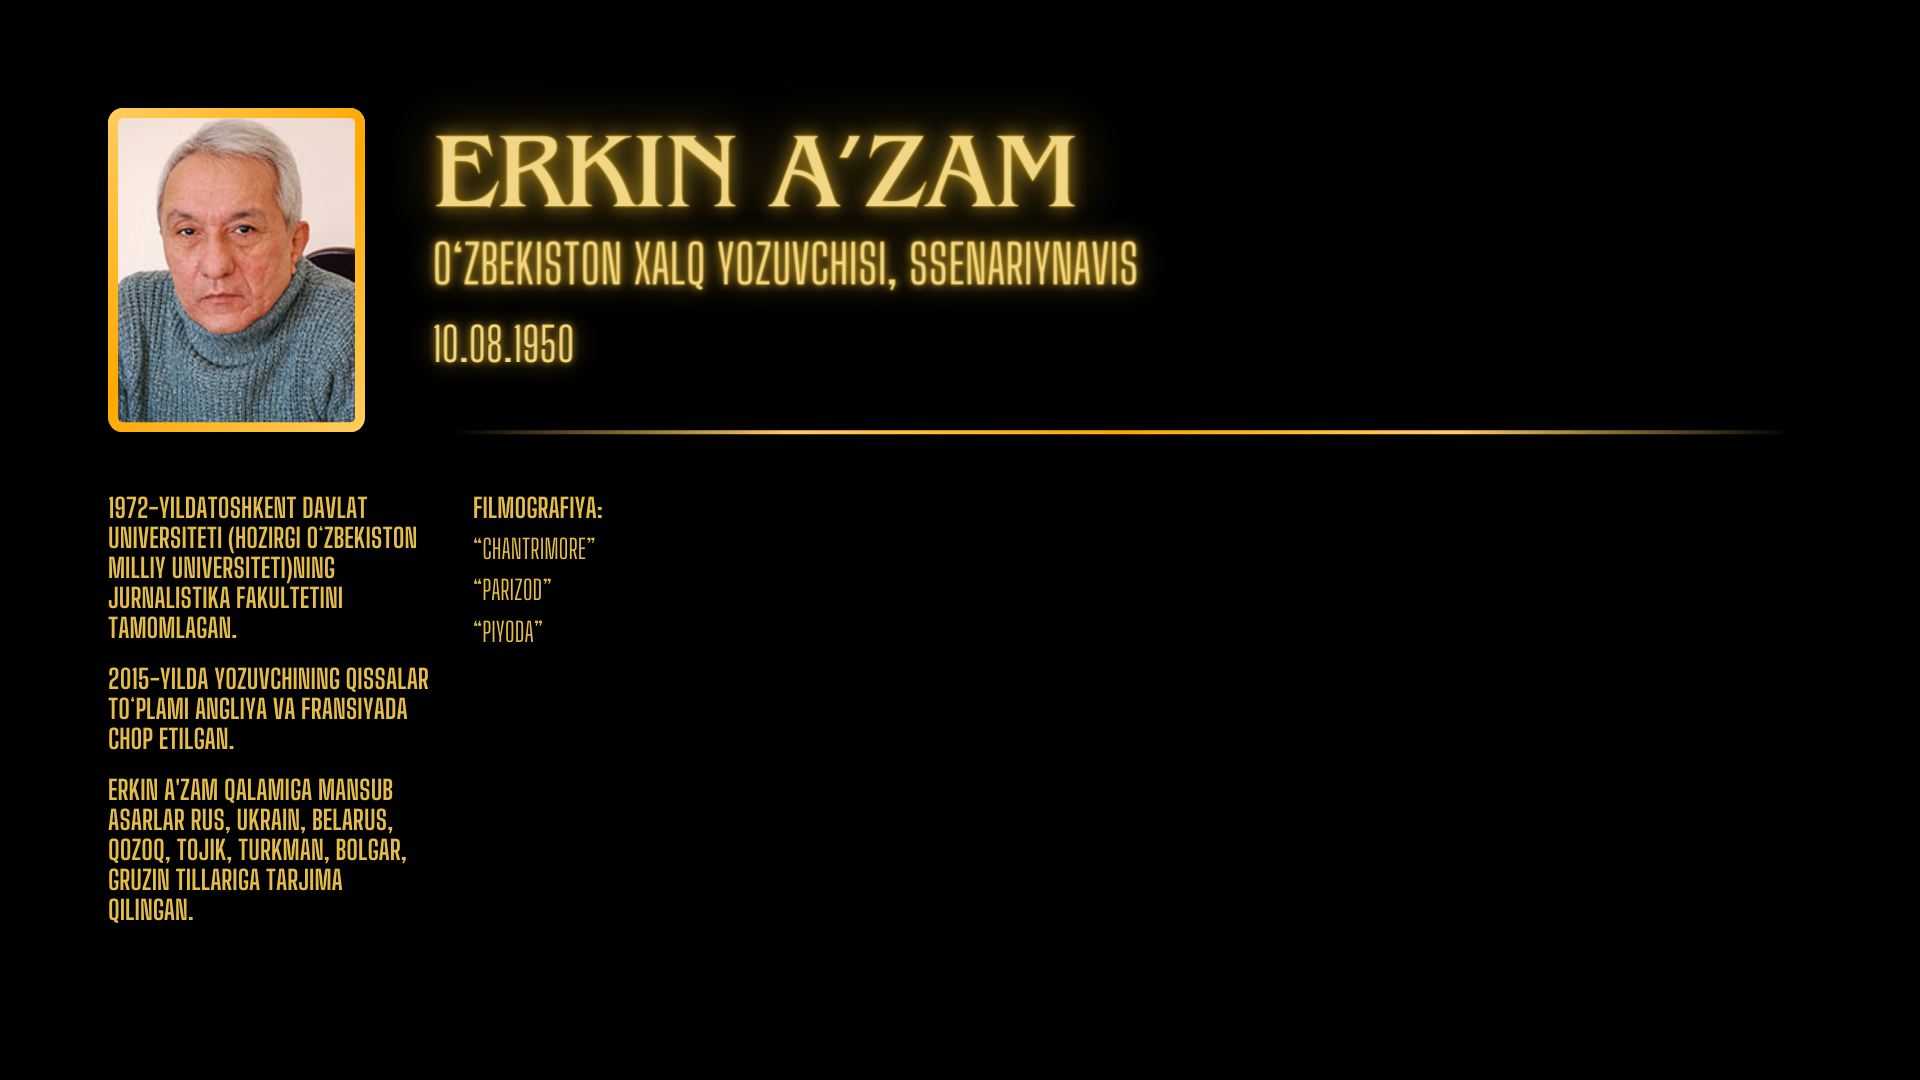 ERKIN A’ZAM
O‘ZBEKISTON XALQ YOZUVCHISI, SSENARIYNAVIS
10.08.1950
1972-YILDATOSHKENT DAVLAT
UNIVERSITETI (HOZIRGI O‘ZBEKISTON
MILLIY UNIVERSITETI)NING
JURNALISTIKA FAKULTETINI
TAMOMLAGAN.
2015-YILDA YOZUVCHINING QISSALAR
TO‘PLAMI ANGLIYA VA FRANSIYADA
CHOP ETILGAN.
ERKIN A'ZAM QALAMIGA MANSUB
ASARLAR RUS, UKRAIN, BELARUS,
QOZOQ, TOJIK, TURKMAN, BOLGAR,
GRUZIN TILLARIGA TARJIMA
QILINGAN.
FILMOGRAFIYA:
“CHANTRIMORE”
“PARIZOD”
“PIYODA”